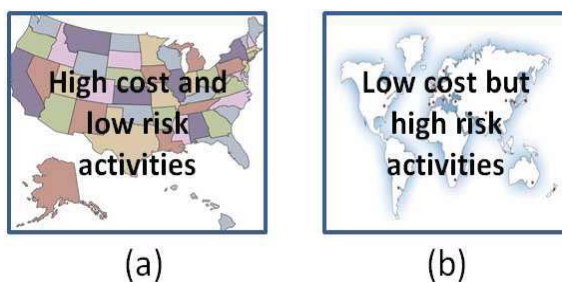 High cost and
low risk
activities
(a)
Low cost but
high risk
activities
(b)